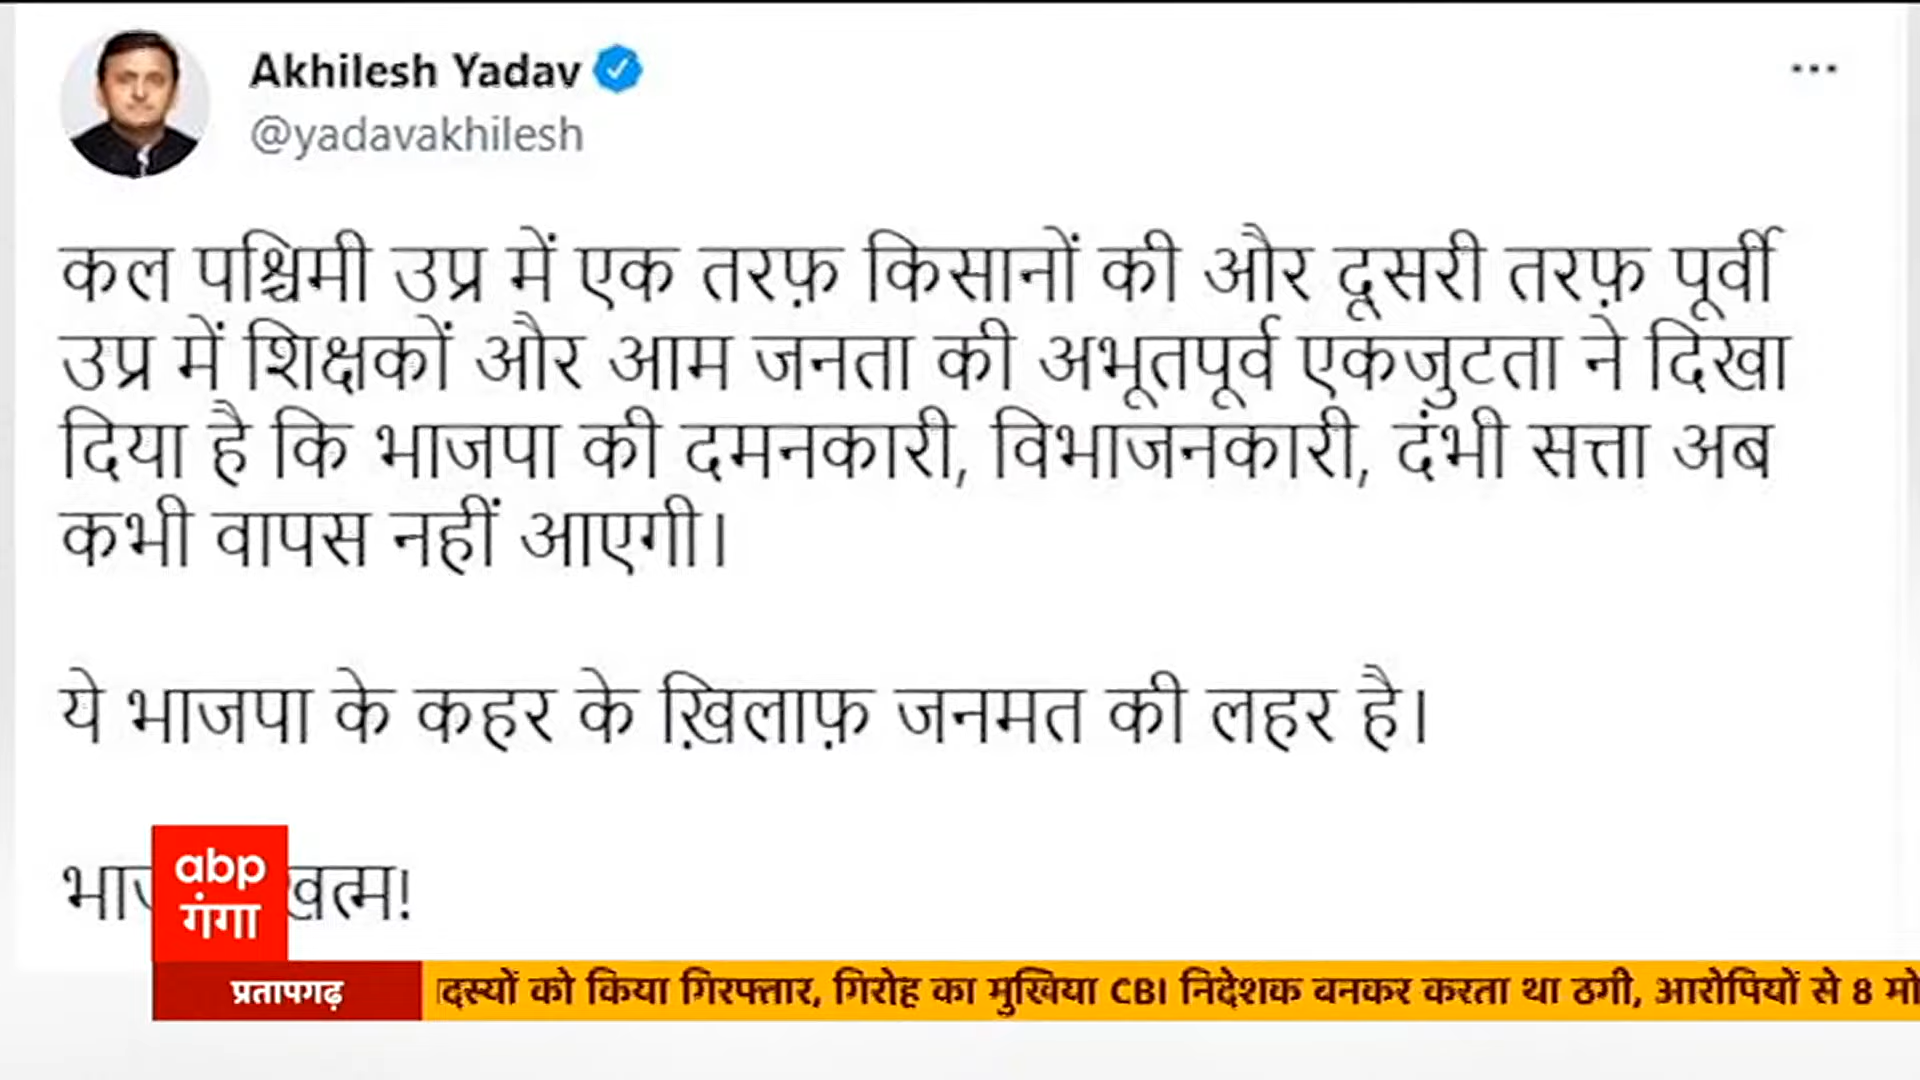 Akhilesh Yadav
@yadavakhilesh
कल पश्चिमी उप्र में एक तरफ़ किसानों की और दूसरी तरफ़ पूर्वी
उप्र में शिक्षकों और आम जनता की अभूतपूर्व एकजुटता ने दिखा
दिया है कि भाजपा की दमनकारी, विभाजनकारी, दंभी सत्ता अब
कभी वापस नहीं आएगी।
ये भाजपा के कहर के ख़िलाफ़ जनमत की लहर है।
खत्म!
abp
गंगा
प्रतापगढ़
को किया गिरफ्तार, गिरोह का मुखिया CBI निदेशक बनकर करता था ठगी, आरोपियों से 8